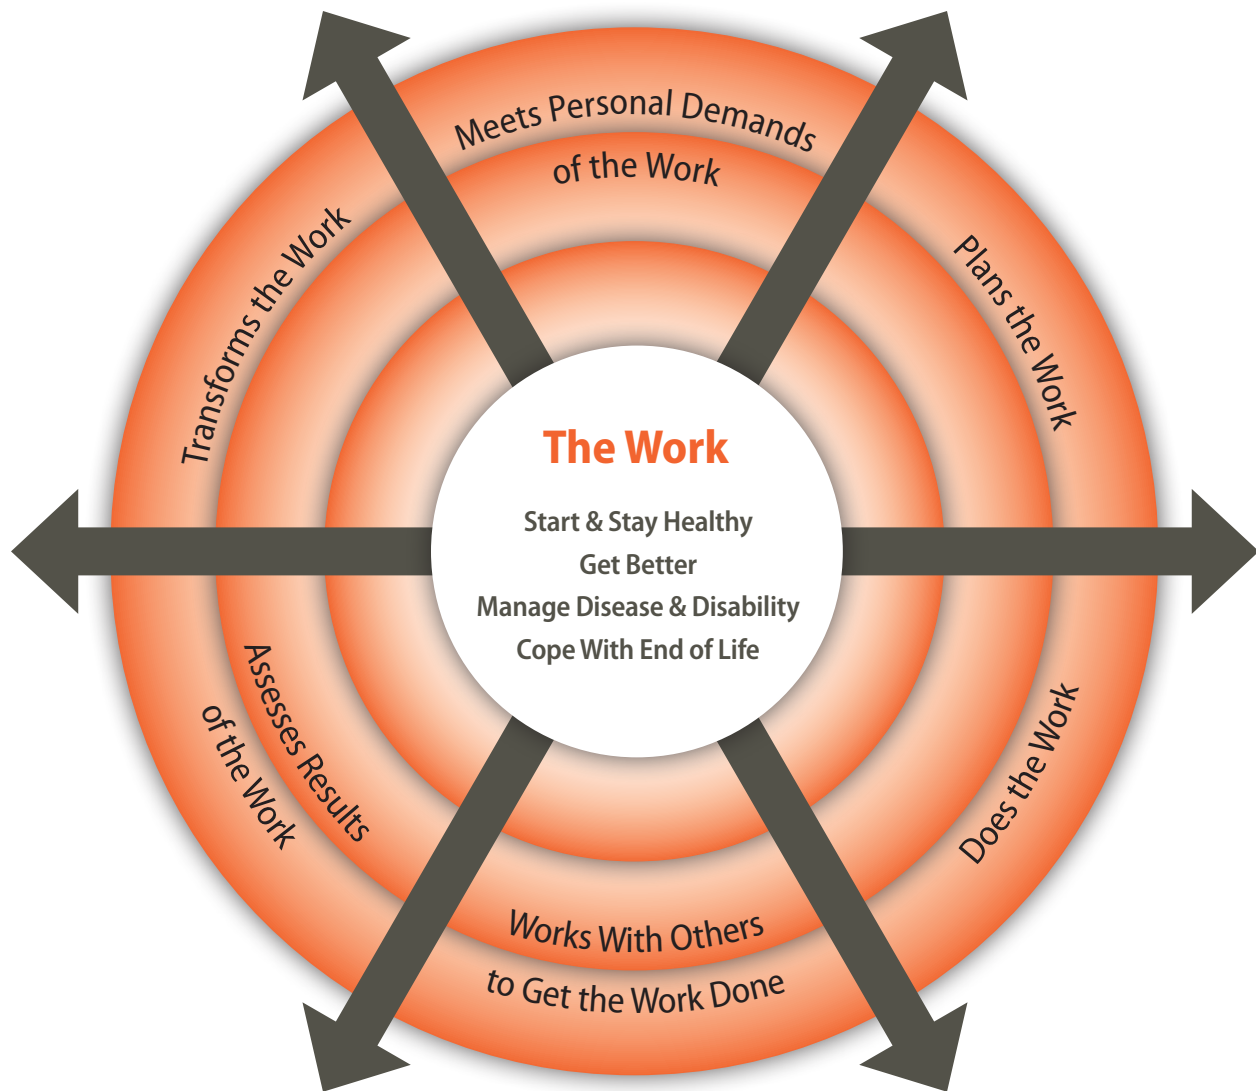 Meets Personal Demands
of the Work
Plans the Work
Does the Work
Works With Others
to Get the Work Done
Assesses Results
of the Work
Transforms the Work
The Work
Start & Stay Healthy
Get Better
Manage Disease & Disability
Cope With End of Life